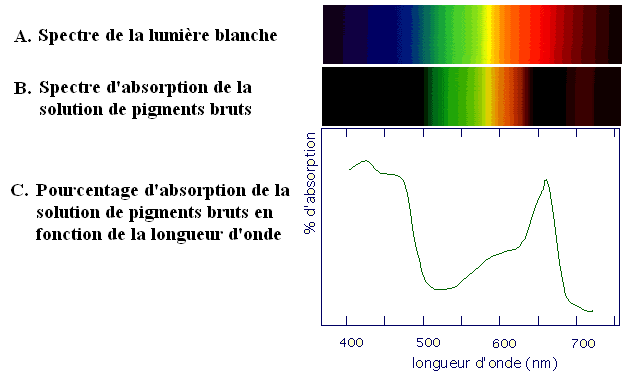 A. Spectre de la lumière blanche
B. Spectre d'absorption de la
solution de pigments bruts
C. Pourcentage d'absorption de la
solution de pigments bruts en
fonction de la longueur d'onde
% d'absorption
400 500 600 700
longueur d'onde (nm)